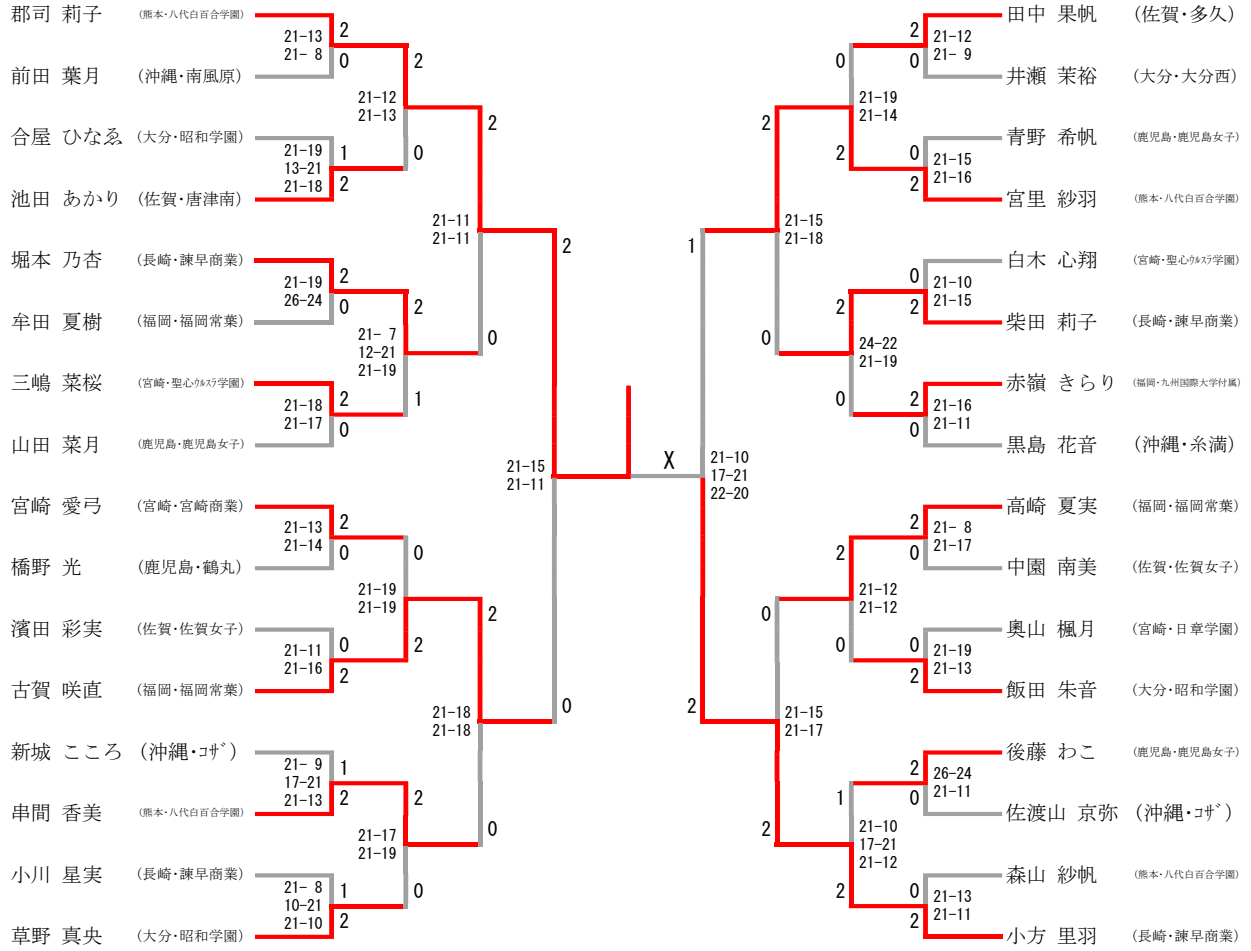 郡司 莉子 (熊本・八代白百合学園)
21-13 2
21- 8 0
前田 葉月 (沖縄・南風原)
2
21-12
21-13
0
合屋 ひなゑ (大分・昭和学園)
21-19 1
13-21
21-18 2
池田 あかり (佐賀・唐津南)
2
21-11
21-11
0
堀本 乃杏 (長崎・諫早商業)
21-19 2
26-24 0
牟田 夏樹 (福岡・福岡常葉)
2
21- 7
12-21
21-19
1
三嶋 菜桜 (宮崎・聖心ウルスラ学園)
21-18 2
21-17 0
山田 菜月 (鹿児島・鹿児島女子)
2
21-15
21-11
0
宮崎 愛弓 (宮崎・宮崎商業)
21-13 2
21-14 0
橋野 光 (鹿児島・鶴丸)
0
21-19
21-19
2
濱田 彩実 (佐賀・佐賀女子)
21-11 0
21-16 2
古賀 咲直 (福岡・福岡常葉)
2
21-18
21-18
0
新城 こころ (沖縄・コザ)
21- 9 1
17-21
21-13 2
串間 香美 (熊本・八代白百合学園)
2
21-17
21-19
0
小川 星実 (長崎・諫早商業)
21- 8 1
10-21
21-10 2
草野 真央 (大分・昭和学園)
X
田中 果帆 (佐賀・多久)
2 21-12
0 21- 9
井瀬 茉裕 (大分・大分西)
0
21-19
21-14
2
青野 希帆 (鹿児島・鹿児島女子)
0 21-15
2 21-16
宮里 紗羽 (熊本・八代白百合学園)
2
21-15
21-18
0
白木 心翔 (宮崎・聖心ウルスラ学園)
0 21-10
2 21-15
柴田 莉子 (長崎・諫早商業)
2
24-22
21-19
0
赤嶺 きらり (福岡・九州国際大学付属)
2 21-16
0 21-11
黒島 花音 (沖縄・糸満)
1
21-10
17-21
22-20
2
高崎 夏実 (福岡・福岡常葉)
2 21- 8
0 21-17
中園 南美 (佐賀・佐賀女子)
2
21-12
21-12
0
奥山 楓月 (宮崎・日章学園)
0 21-19
2 21-13
飯田 朱音 (大分・昭和学園)
0
21-15
21-17
2
後藤 わこ (鹿児島・鹿児島女子)
2 26-24
0 21-11
佐渡山 京弥 (沖縄・コザ)
1
21-10
17-21
21-12
2
森山 紗帆 (熊本・八代白百合学園)
0 21-13
2 21-11
小方 里羽 (長崎・諫早商業)